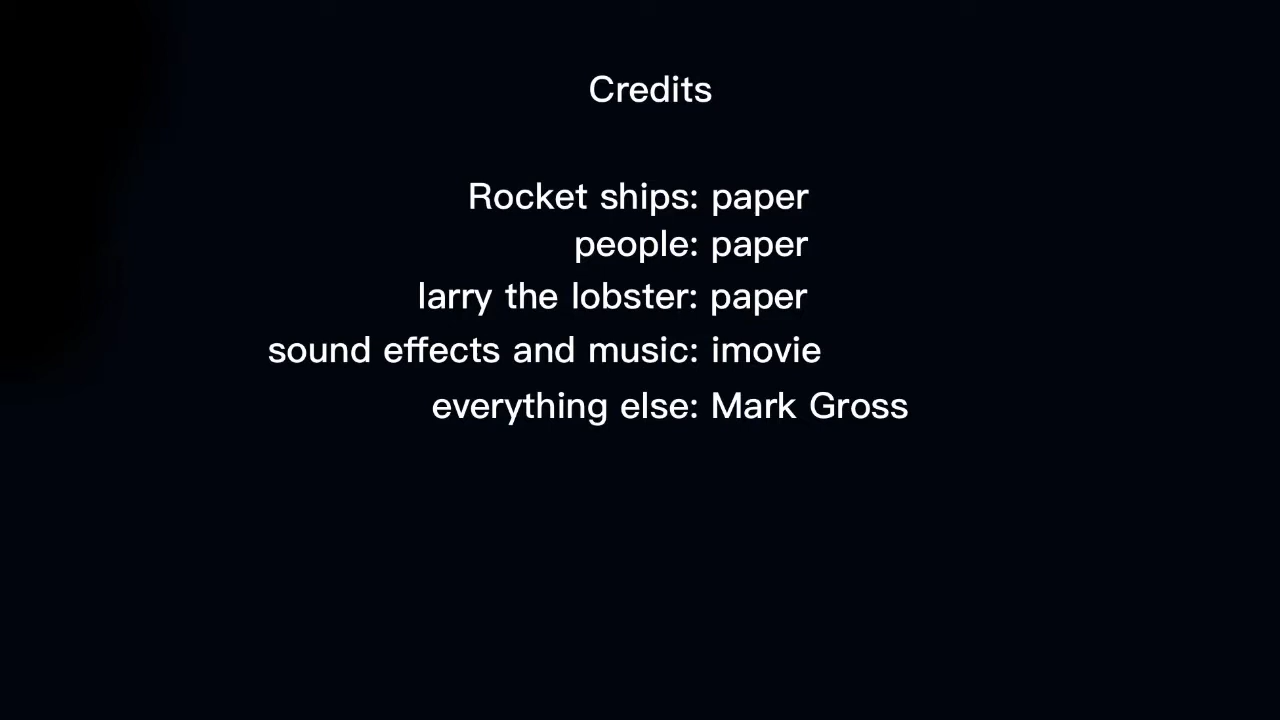 Credits
Rocket ships: paper
people: paper
larry the lobster: paper
sound effects and music: imovie
everything else: Mark Gross